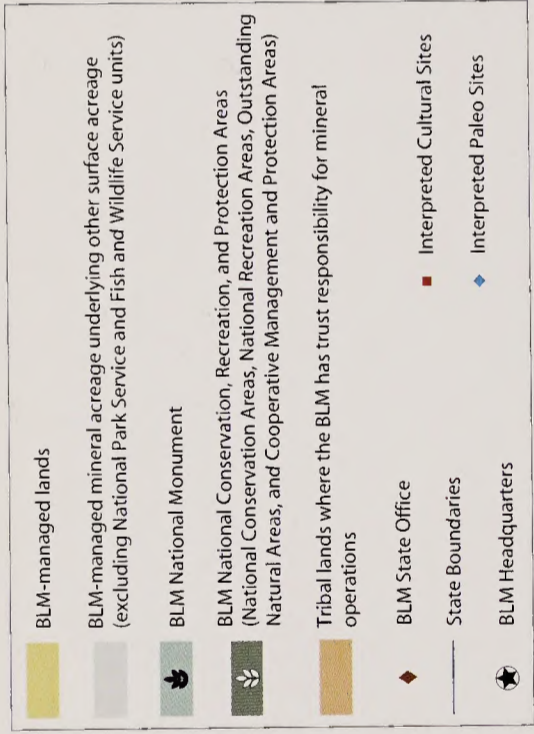 BLM-managed lands
BLM-managed mineral acreage underlying other surface acreage
(excluding National Park Service and Fish and Wildlife Service units)
BLM National Monument
BLM National Conservation, Recreation, and Protection Areas
(National Conservation Areas, National Recreation Areas, Outstanding
Natural Areas, and Cooperative Management and Protection Areas)
Tribal lands where the BLM has trust responsibility for mineral
operations
BLM State Office
State Boundaries
BLM Headquarters
Interpreted Cultural Sites
Interpreted Paleo Sites